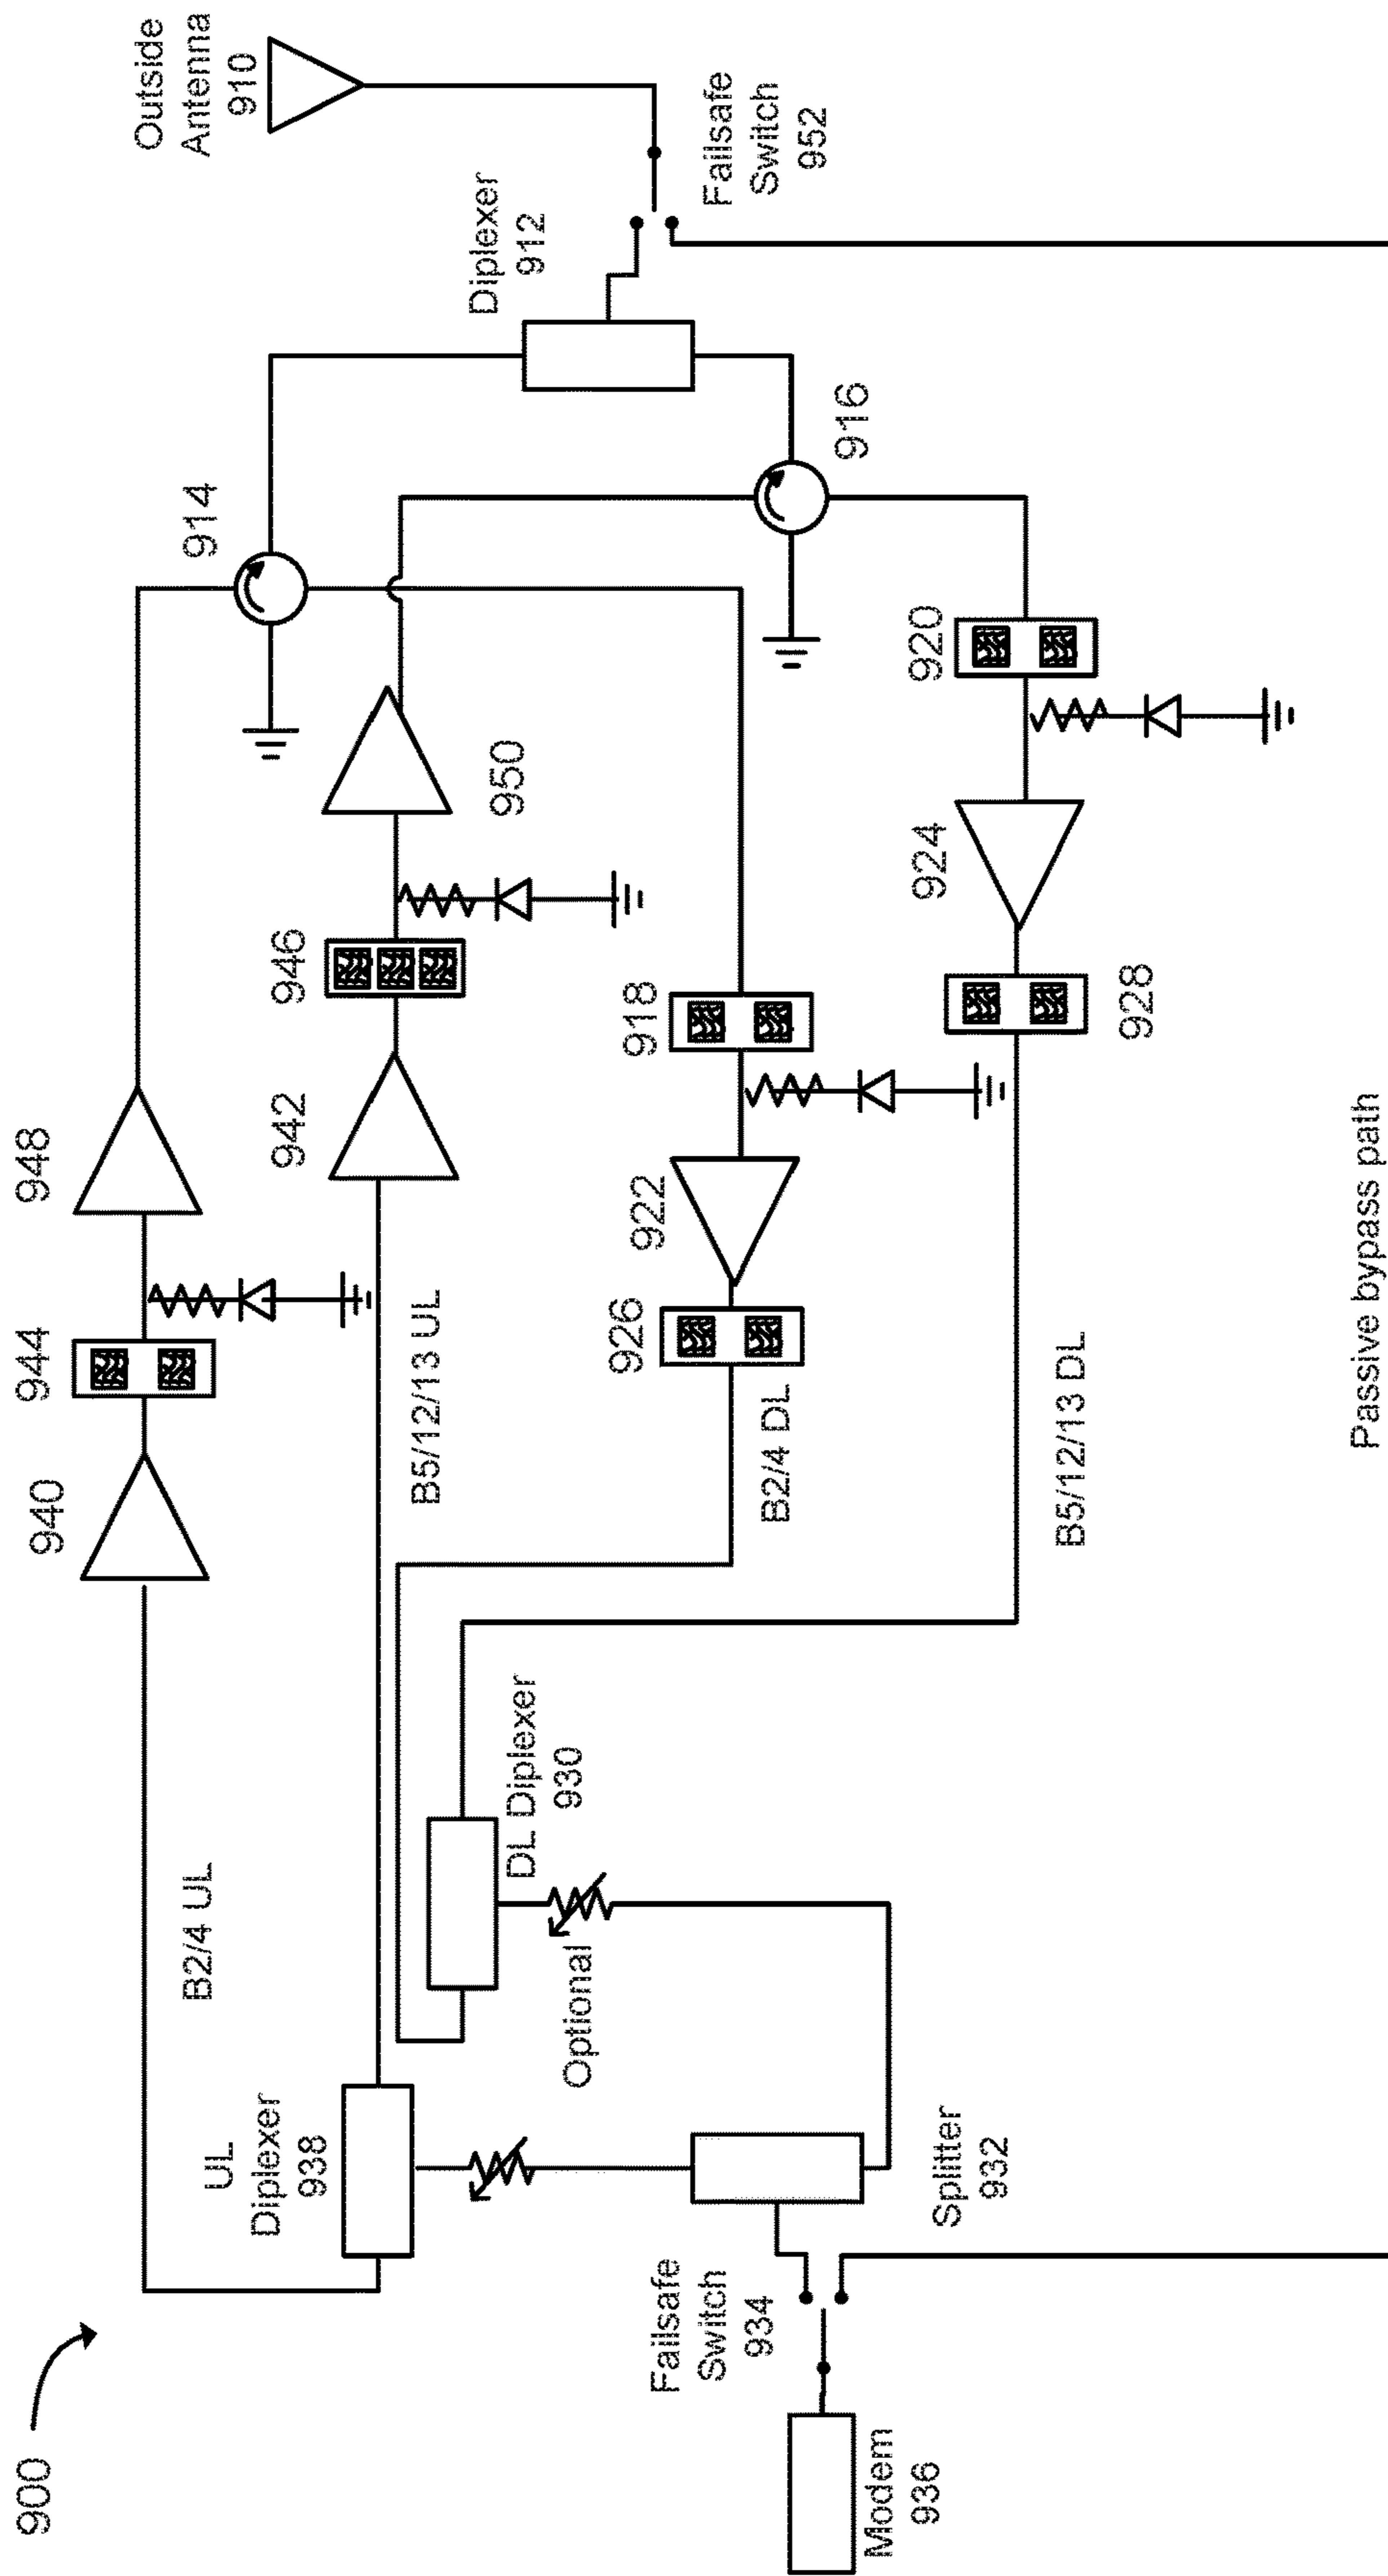 900
B2/4 UL
940
944
948
Outside
Antenna
910
914
UL
Diplexer
938
B5/12/13 UL
942
946
950
Diplexer
912
DL Diplexer
930
Optional
926
922
918
B2/4 DL
Failsafe
Switch
952
916
Failsafe
Switch
934
Splitter
932
Modem
936
928
924
920
B5/12/13 DL
Passive bypass path